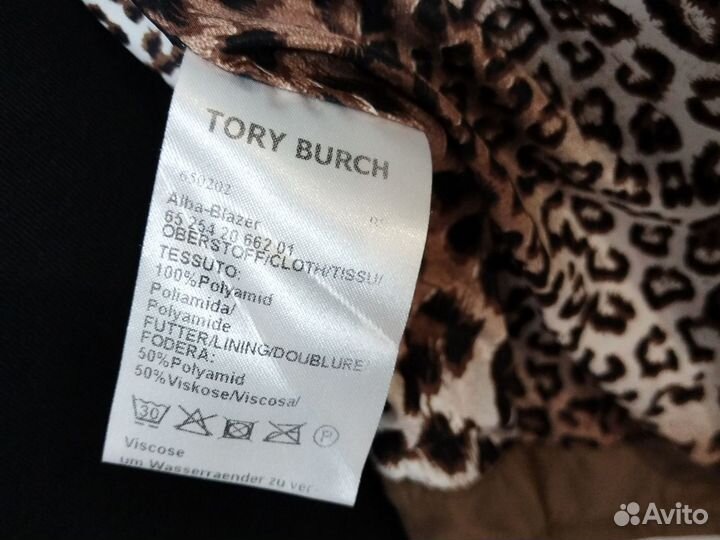 TORY BURCH
650202
Alba-Blazer
65 254 20 662 01
OBERSTOFF/CLOTH/TISSU/
TESSUTO:
100%Polyamid
Poliamida/
Polyamide
FUTTER/LINING/DOUBLURE
FODERA:
50%Polyamid
50%Viskose/Viscosa/
30 P
Viscose
um Wasserraender zu ver-
Avito